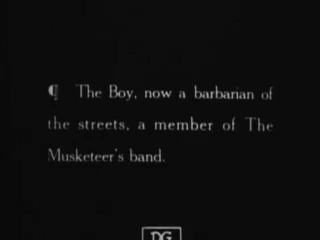 ¶ The Boy, now a barbarian of
the streets, a member of The
Musketeer's band.
DG